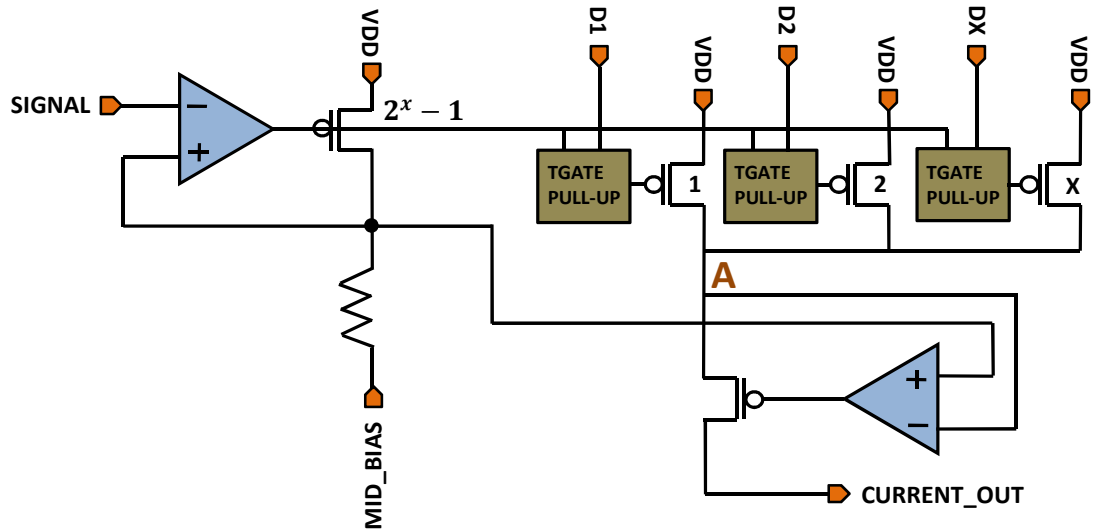 D1
D2
DX
VDD
VDD
VDD
VDD
SIGNAL
−
+
2ˣ − 1
TGATE
PULL-UP
1
TGATE
PULL-UP
2
TGATE
PULL-UP
X
A
+
−
MID_BIAS
CURRENT_OUT